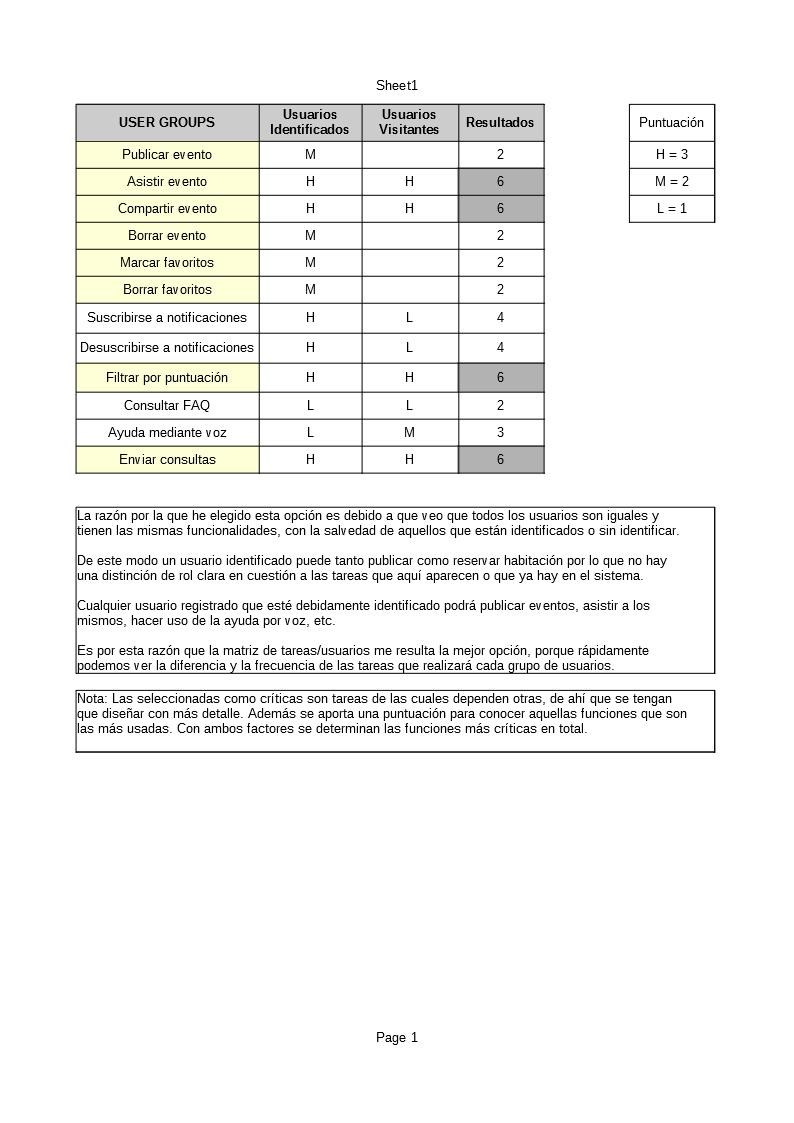 Sheet1
USER GROUPS Usuarios Identificados Usuarios Visitantes Resultados Puntuación
Publicar evento M 2 H = 3
Asistir evento H H 6 M = 2
Compartir evento H H 6 L = 1
Borrar evento M 2
Marcar favoritos M 2
Borrar favoritos M 2
Suscribirse a notificaciones H L 4
Desuscribirse a notificaciones H L 4
Filtrar por puntuación H H 6
Consultar FAQ L L 2
Ayuda mediante voz L M 3
Enviar consultas H H 6
La razón por la que he elegido esta opción es debido a que veo que todos los usuarios son iguales y
tienen las mismas funcionalidades, con la salvedad de aquellos que están identificados o sin identificar.
De este modo un usuario identificado puede tanto publicar como reservar habitación por lo que no hay
una distinción de rol clara en cuestión a las tareas que aquí aparecen o que ya hay en el sistema.
Cualquier usuario registrado que esté debidamente identificado podrá publicar eventos, asistir a los
mismos, hacer uso de la ayuda por voz, etc.
Es por esta razón que la matriz de tareas/usuarios me resulta la mejor opción, porque rápidamente
podemos ver la diferencia y la frecuencia de las tareas que realizará cada grupo de usuarios.
Nota: Las seleccionadas como críticas son tareas de las cuales dependen otras, de ahí que se tengan
que diseñar con más detalle. Además se aporta una puntuación para conocer aquellas funciones que son
las más usadas. Con ambos factores se determinan las funciones más críticas en total.
Page 1